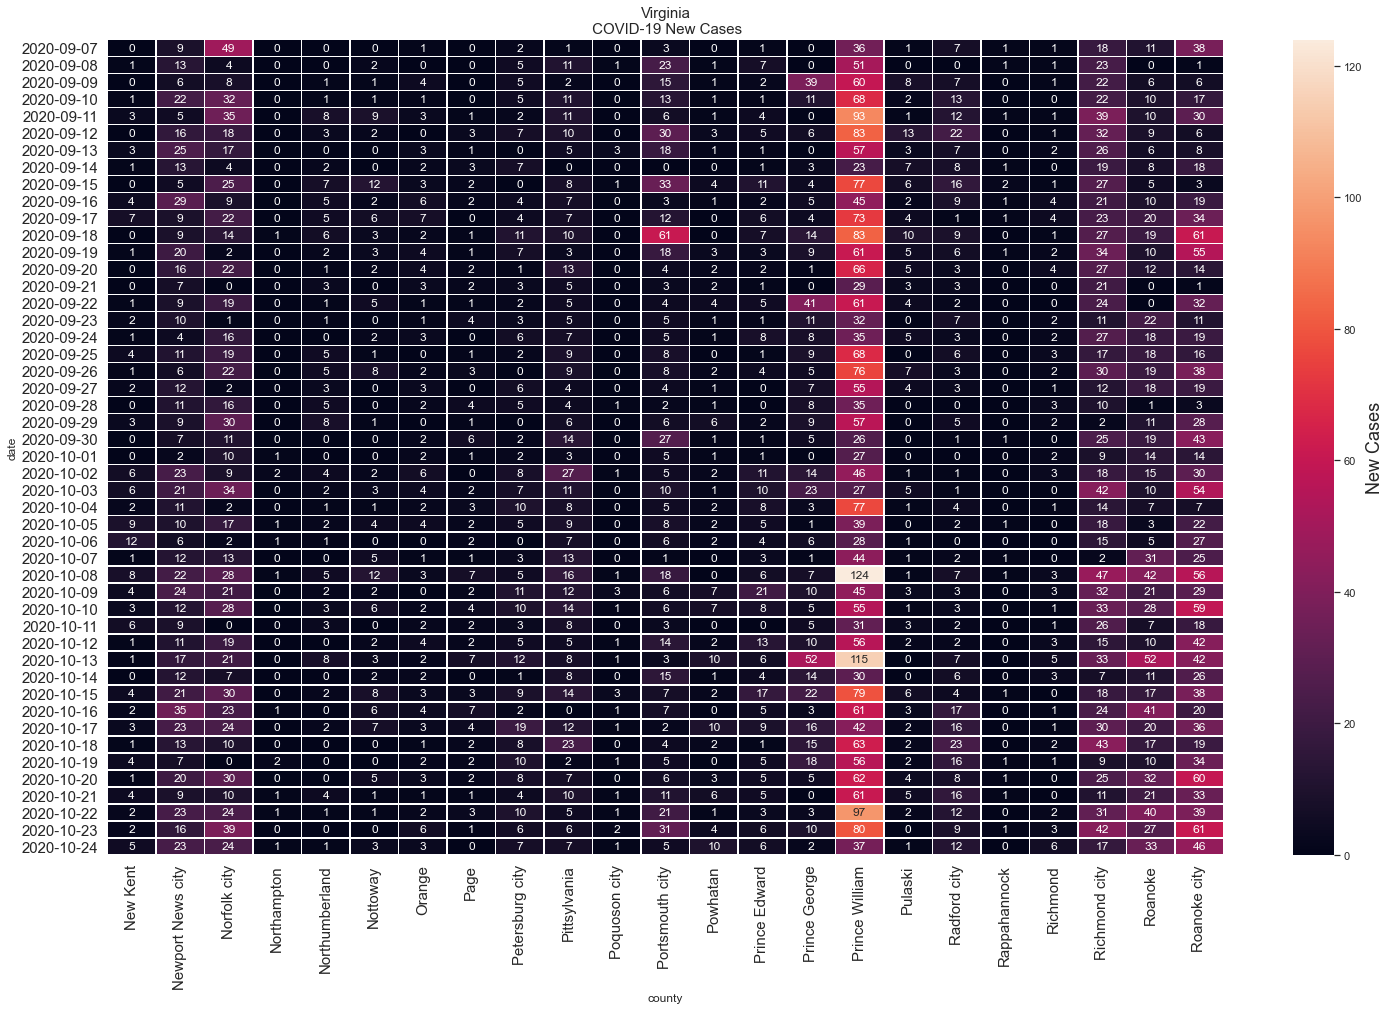 Virginia
COVID-19 New Cases
2020-09-07 0 9 49 0 0 0 1 0 2 1 0 3 0 1 0 36 1 7 1 1 18 11 38
2020-09-08 1 13 4 0 0 2 0 0 5 11 1 23 1 7 0 51 0 0 1 1 23 0 1
2020-09-09 0 6 8 0 1 1 4 0 5 2 0 15 1 2 39 60 8 7 0 1 22 6 6
2020-09-10 1 22 32 0 1 1 1 0 5 11 0 13 1 1 11 68 2 13 0 0 22 10 17
2020-09-11 3 5 35 0 8 9 3 1 2 11 0 6 1 4 0 93 1 12 1 1 39 10 30
2020-09-12 0 16 18 0 3 2 0 3 7 10 0 30 3 5 6 83 13 22 0 1 32 9 6
2020-09-13 3 25 17 0 0 0 3 1 0 5 3 18 1 1 0 57 3 7 0 2 26 6 8
2020-09-14 1 13 4 0 2 0 2 3 7 0 0 0 0 1 3 23 7 8 1 0 19 8 18
2020-09-15 0 5 25 0 7 12 3 2 0 8 1 33 4 11 4 77 6 16 2 1 27 5 3
2020-09-16 4 29 9 0 5 2 6 2 4 7 0 3 1 2 5 45 2 9 1 4 21 10 19
2020-09-17 7 9 22 0 5 6 7 0 4 7 0 12 0 6 4 73 4 1 1 4 23 20 34
2020-09-18 0 9 14 1 6 3 2 1 11 10 0 61 0 7 14 83 10 9 0 1 27 19 61
2020-09-19 1 20 2 0 2 3 4 1 7 3 0 18 3 3 9 61 5 6 1 2 34 10 55
2020-09-20 0 16 22 0 1 2 4 2 1 13 0 4 2 2 1 66 5 3 0 4 27 12 14
2020-09-21 0 7 0 0 3 0 3 2 3 5 0 3 2 1 0 29 3 3 0 0 21 0 1
2020-09-22 1 9 19 0 1 5 1 1 2 5 0 4 4 5 41 61 4 2 0 0 24 0 32
2020-09-23 2 10 1 0 1 0 1 4 3 5 0 5 1 1 11 32 0 7 0 2 11 22 11
2020-09-24 1 4 16 0 0 2 3 0 6 7 0 5 1 8 8 35 5 3 0 2 27 18 19
2020-09-25 4 11 19 0 5 1 0 1 2 9 0 8 0 1 9 68 0 6 0 3 17 18 16
2020-09-26 1 6 22 0 5 8 2 3 0 9 0 8 2 4 5 76 7 3 0 2 30 19 38
2020-09-27 2 12 2 0 3 0 3 0 6 4 0 4 1 0 7 55 4 3 0 1 12 18 19
2020-09-28 0 11 16 0 5 0 2 4 5 4 1 2 1 0 8 35 0 0 0 3 10 1 3
2020-09-29 3 9 30 0 8 1 0 1 0 6 0 6 6 2 9 57 0 5 0 2 2 11 28
2020-09-30 0 7 11 0 0 0 2 6 2 14 0 27 1 1 5 26 0 1 1 0 25 19 43
2020-10-01 0 2 10 1 0 0 2 1 2 3 0 5 1 1 0 27 0 0 0 2 9 14 14
2020-10-02 6 23 9 2 4 2 6 0 8 27 1 5 2 11 14 46 1 1 0 3 18 15 30
2020-10-03 6 21 34 0 2 3 4 2 7 11 0 10 1 10 23 27 5 1 0 0 42 10 54
2020-10-04 2 11 2 0 1 1 2 3 10 8 0 5 2 8 3 77 1 4 0 1 14 7 7
2020-10-05 9 10 17 1 2 4 4 2 5 9 0 8 2 5 1 39 0 2 1 0 18 3 22
2020-10-06 12 6 2 1 1 0 0 2 0 7 0 6 2 4 6 28 1 0 0 0 15 5 27
2020-10-07 1 12 13 0 0 5 1 1 3 13 0 1 0 3 1 44 1 2 1 0 2 31 25
2020-10-08 8 22 28 1 5 12 3 7 5 16 1 18 0 6 7 124 1 7 1 3 47 42 56
2020-10-09 4 24 21 0 2 2 0 2 11 12 3 6 7 21 10 45 3 3 0 3 32 21 29
2020-10-10 3 12 28 0 3 6 2 4 10 14 1 6 7 8 5 55 1 3 0 1 33 28 59
2020-10-11 6 9 0 0 3 0 2 2 3 8 0 3 0 0 5 31 3 2 0 1 26 7 18
2020-10-12 1 11 19 0 0 2 4 2 5 5 1 14 2 13 10 56 2 2 0 3 15 10 42
2020-10-13 1 17 21 0 8 3 2 7 12 8 1 3 10 6 52 115 0 7 0 5 33 52 42
2020-10-14 0 12 7 0 0 2 2 0 1 8 0 15 1 4 14 30 0 6 0 3 7 11 26
2020-10-15 4 21 30 0 2 8 3 3 9 14 3 7 2 17 22 79 6 4 1 0 18 17 38
2020-10-16 2 35 23 1 0 6 4 7 2 0 1 7 0 5 3 61 3 17 0 1 24 41 20
2020-10-17 3 23 24 0 2 7 3 4 19 12 1 2 10 9 16 42 2 16 0 1 30 20 36
2020-10-18 1 13 10 0 0 0 1 2 8 23 0 4 2 1 15 63 2 23 0 2 43 17 19
2020-10-19 4 7 0 2 0 0 2 2 10 2 1 5 0 5 18 56 2 16 1 1 9 10 34
2020-10-20 1 20 30 0 0 5 3 2 8 7 0 6 3 5 5 62 4 8 1 0 25 32 60
2020-10-21 4 9 10 1 4 1 1 1 4 10 1 11 6 5 0 61 5 16 1 0 11 21 33
2020-10-22 2 23 24 1 1 1 2 3 10 5 1 21 1 3 3 97 2 12 0 2 31 40 39
2020-10-23 2 16 39 0 0 0 6 1 6 6 2 31 4 6 10 80 0 9 1 3 42 27 61
2020-10-24 5 23 24 1 1 3 3 0 7 7 1 5 10 6 2 37 1 12 0 6 17 33 46
date
New Kent
Newport News city
Norfolk city
Northampton
Northumberland
Nottoway
Orange
Page
Petersburg city
Pittsylvania
Poquoson city
Portsmouth city
Powhatan
Prince Edward
Prince George
Prince William
Pulaski
Radford city
Rappahannock
Richmond
Richmond city
Roanoke
Roanoke city
county
120
100
80
60
40
20
0
New Cases